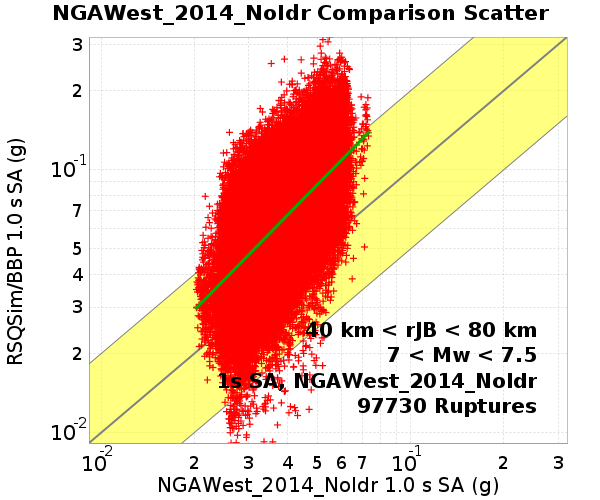 NGAWest_2014_NoIdr Comparison Scatter
3
2
10-1
7
5
4
3
2
10-2
RSQSim/BBP 1.0 s SA (g)
40 km < rJB < 80 km
7 < Mw < 7.5
1s SA, NGAWest_2014_NoIdr
97730 Ruptures
10-2 2 3 4 5 6 7 10-1 2 3
NGAWest_2014_NoIdr 1.0 s SA (g)